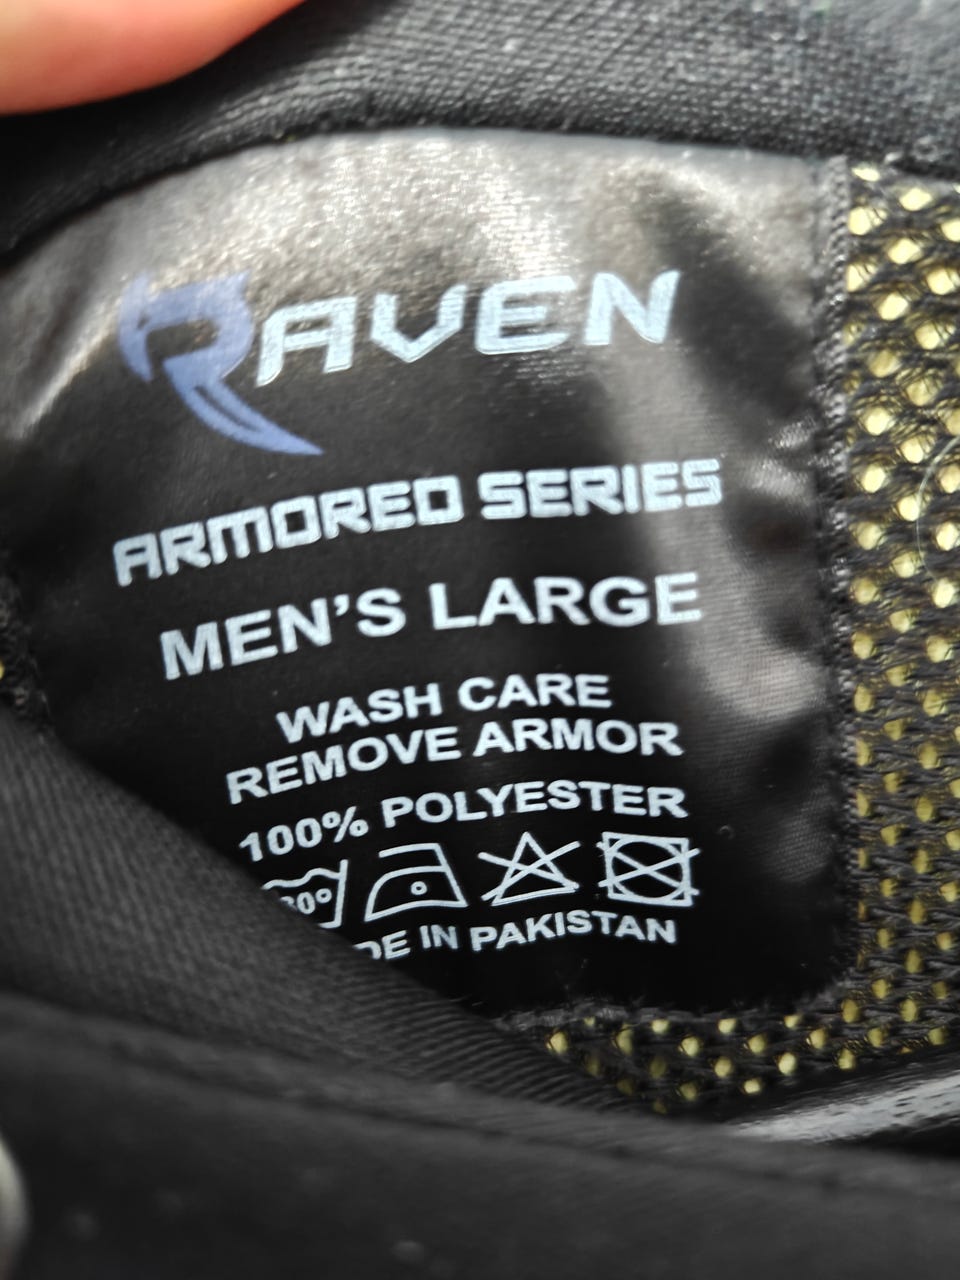 RAVEN
ARMORED SERIES
MEN'S LARGE
WASH CARE
REMOVE ARMOR
100% POLYESTER
IN PAKISTAN